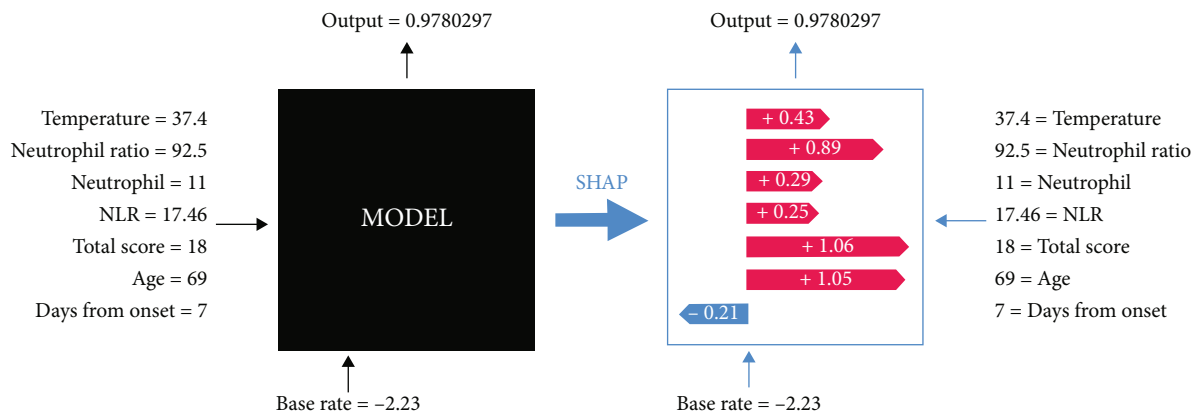 Output = 0.9780297
Temperature = 37.4
Neutrophil ratio = 92.5
Neutrophil = 11
NLR = 17.46
Total score = 18
Age = 69
Days from onset = 7
MODEL
Base rate = –2.23
SHAP
Output = 0.9780297
+ 0.43
+ 0.89
+ 0.29
+ 0.25
+ 1.06
+ 1.05
– 0.21
37.4 = Temperature
92.5 = Neutrophil ratio
11 = Neutrophil
17.46 = NLR
18 = Total score
69 = Age
7 = Days from onset
Base rate = –2.23